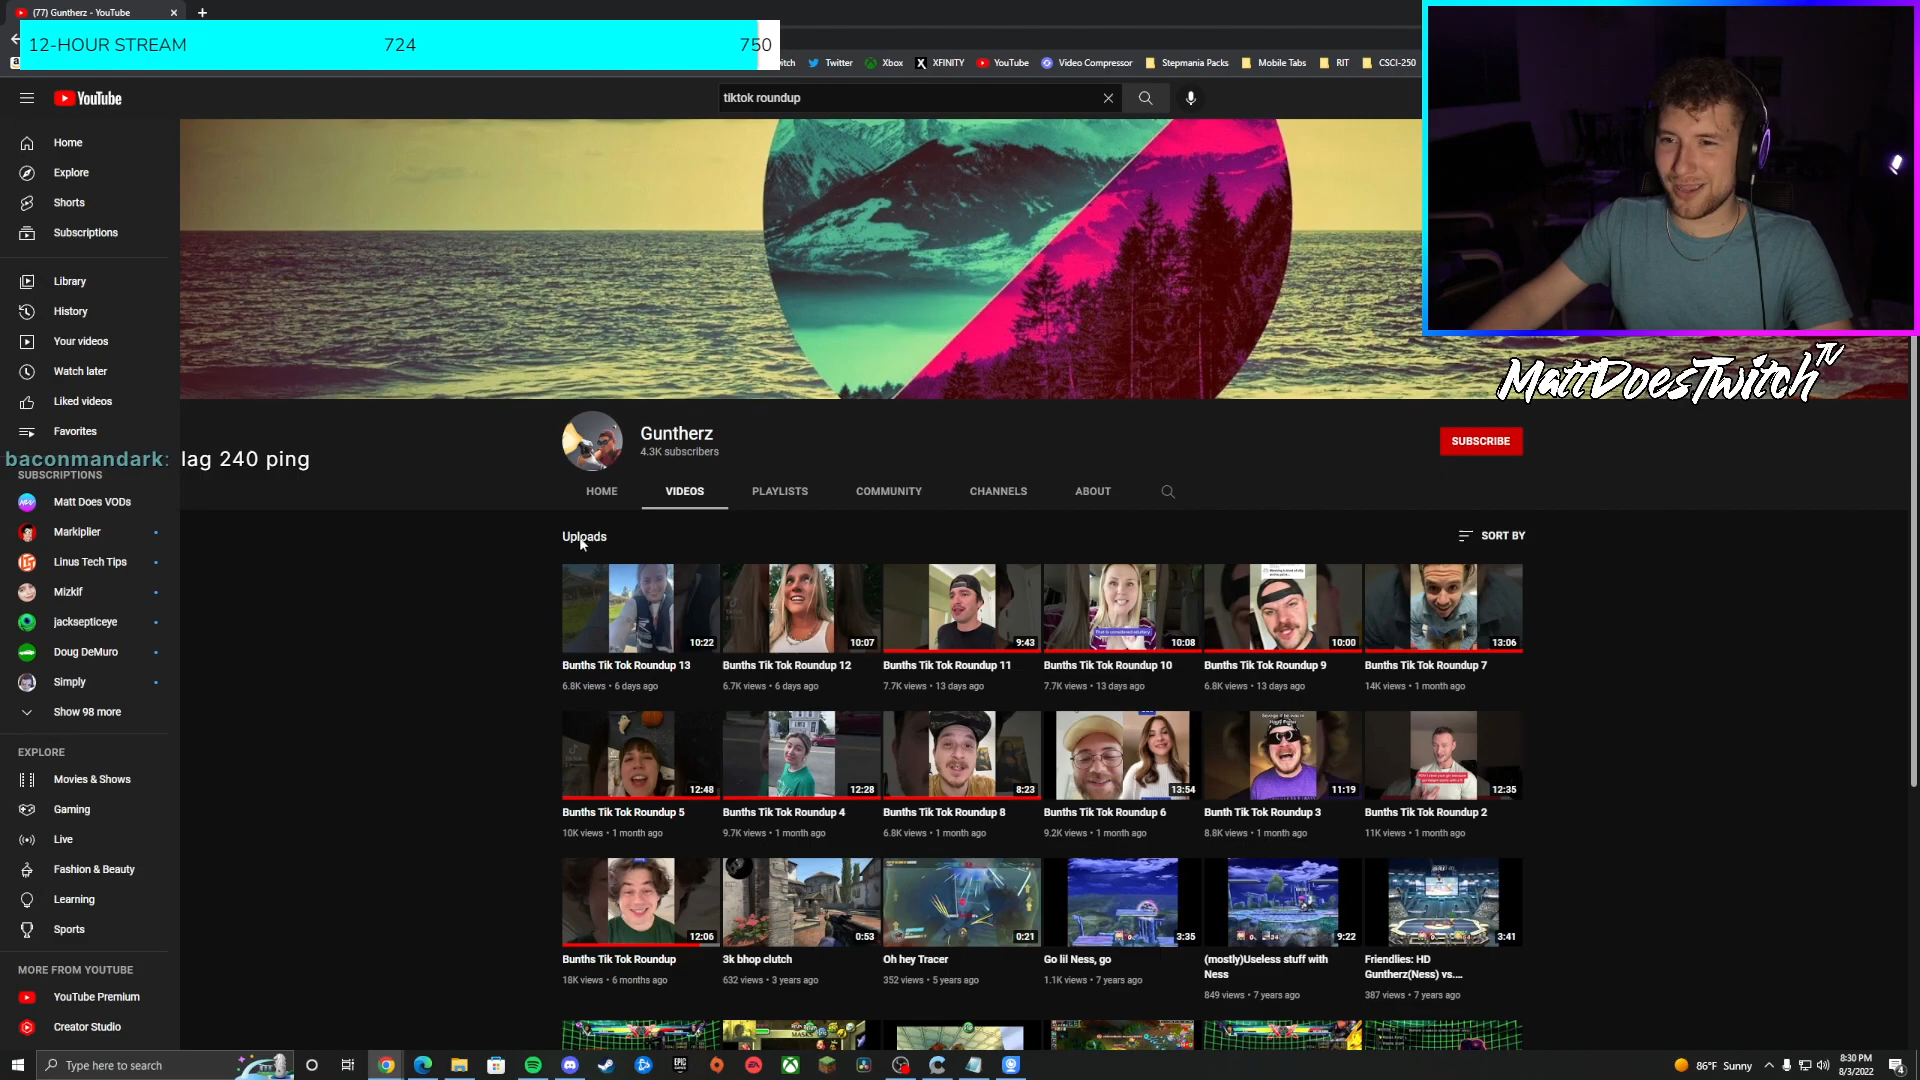 (77) Guntherz - YouTube
12-HOUR STREAM 724 750
itch Twitter Xbox XFINITY YouTube Video Compressor Stepmania Packs Mobile Tabs RIT CSCI-250
YouTube
tiktok roundup
Home
Explore
Shorts
Subscriptions
Library
History
Your videos
Watch later
Liked videos
Favorites
baconmandark: lag 240 ping
SUBSCRIPTIONS
Matt Does VODs
Markiplier
Linus Tech Tips
Mizkif
jacksepticeye
Doug DeMuro
Simply
Show 98 more
EXPLORE
Movies & Shows
Gaming
Live
Fashion & Beauty
Learning
Sports
MORE FROM YOUTUBE
YouTube Premium
Creator Studio
MattDoesTwitch TV
Guntherz
4.3K subscribers
SUBSCRIBE
HOME VIDEOS PLAYLISTS COMMUNITY CHANNELS ABOUT
Uploads
SORT BY
10:22 10:07 9:43 10:08 10:00 13:06
Bunths Tik Tok Roundup 13 Bunths Tik Tok Roundup 12 Bunths Tik Tok Roundup 11 Bunths Tik Tok Roundup 10 Bunths Tik Tok Roundup 9 Bunths Tik Tok Roundup 7
6.8K views • 6 days ago 6.7K views • 6 days ago 7.7K views • 13 days ago 7.7K views • 13 days ago 6.8K views • 13 days ago 14K views • 1 month ago
12:48 12:28 8:23 13:54 11:19 12:35
Bunths Tik Tok Roundup 5 Bunths Tik Tok Roundup 4 Bunths Tik Tok Roundup 8 Bunths Tik Tok Roundup 6 Bunth Tik Tok Roundup 3 Bunths Tik Tok Roundup 2
10K views • 1 month ago 9.7K views • 1 month ago 6.8K views • 1 month ago 9.2K views • 1 month ago 8.8K views • 1 month ago 11K views • 1 month ago
12:06 0:53 0:21 3:35 9:22 3:41
Bunths Tik Tok Roundup 3k bhop clutch Oh hey Tracer Go lil Ness, go (mostly)Useless stuff with Ness Friendlies: HD Guntherz(Ness) vs....
18K views • 6 months ago 632 views • 3 years ago 352 views • 5 years ago 1.1K views • 7 years ago 849 views • 7 years ago 387 views • 7 years ago
Type here to search
86°F Sunny
8:30 PM
8/3/2022
4